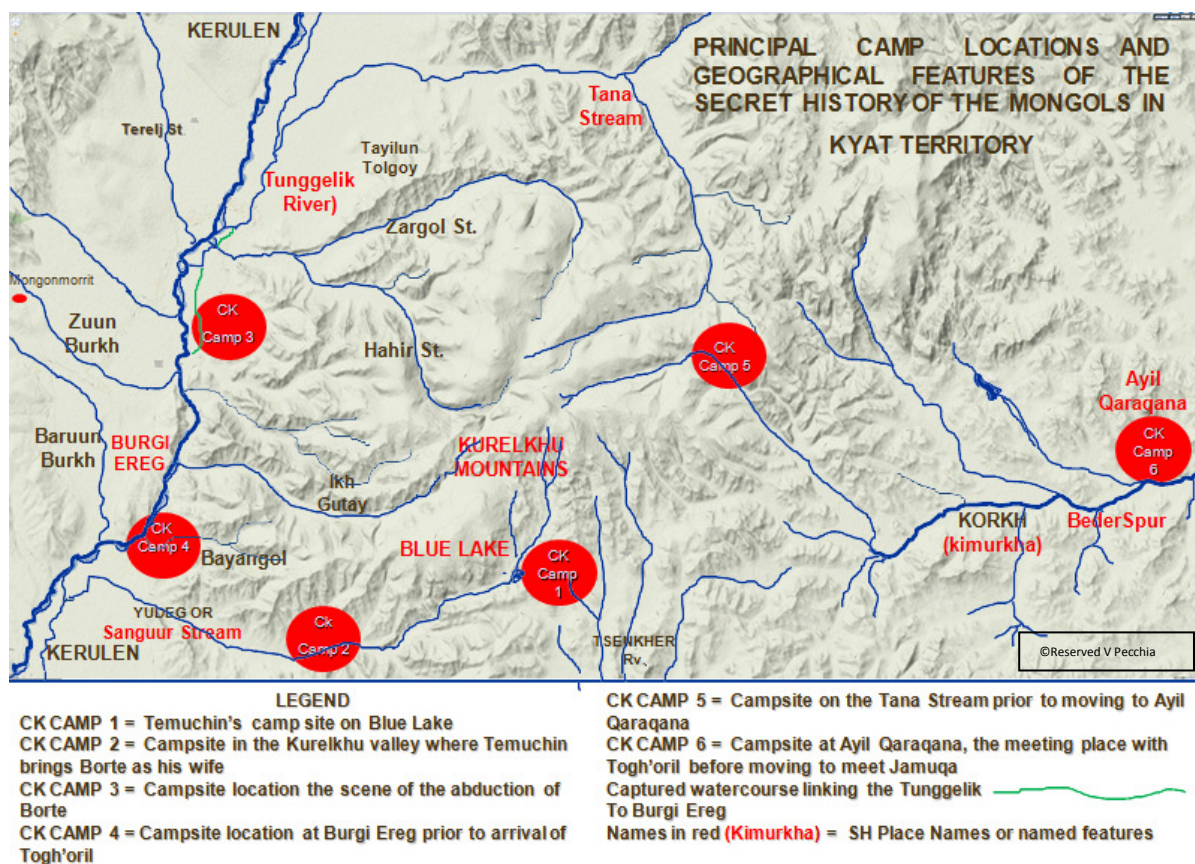 KERULEN
PRINCIPAL CAMP LOCATIONS AND
GEOGRAPHICAL FEATURES OF THE
SECRET HISTORY OF THE MONGOLS IN
KYAT TERRITORY
Tana
Stream
Terelj St.
Tayilun
Tolgoy
Tunggelik
River)
Zargol St.
Mongonmorrit
CK
Camp 3
Zuun
Burkh
Hahir St.
CK
Camp 5
Ayil
Qaraqana
CK
Camp
6
Baruun
Burkh
BURGI
EREG
KURELKHU
MOUNTAINS
Ikh
Gutay
CK
Camp 4
Bayangol
BLUE LAKE
CK
Camp
1
KORKH
(kimurkha)
BederSpur
YUDEG OR
Sanguur Stream
Ck
Camp 2
KERULEN
TSENKHER
Rv.
©Reserved V Pecchia
LEGEND
CK CAMP 1 = Temuchin's camp site on Blue Lake
CK CAMP 2 = Campsite in the Kurelkhu valley where Temuchin
brings Borte as his wife
CK CAMP 3 = Campsite location the scene of the abduction of
Borte
CK CAMP 4 = Campsite location at Burgi Ereg prior to arrival of
Togh'oril
CK CAMP 5 = Campsite on the Tana Stream prior to moving to Ayil
Qaraqana
CK CAMP 6 = Campsite at Ayil Qaraqana, the meeting place with
Togh'oril before moving to meet Jamuqa
Captured watercourse linking the Tunggelik
To Burgi Ereg
Names in red (Kimurkha) = SH Place Names or named features